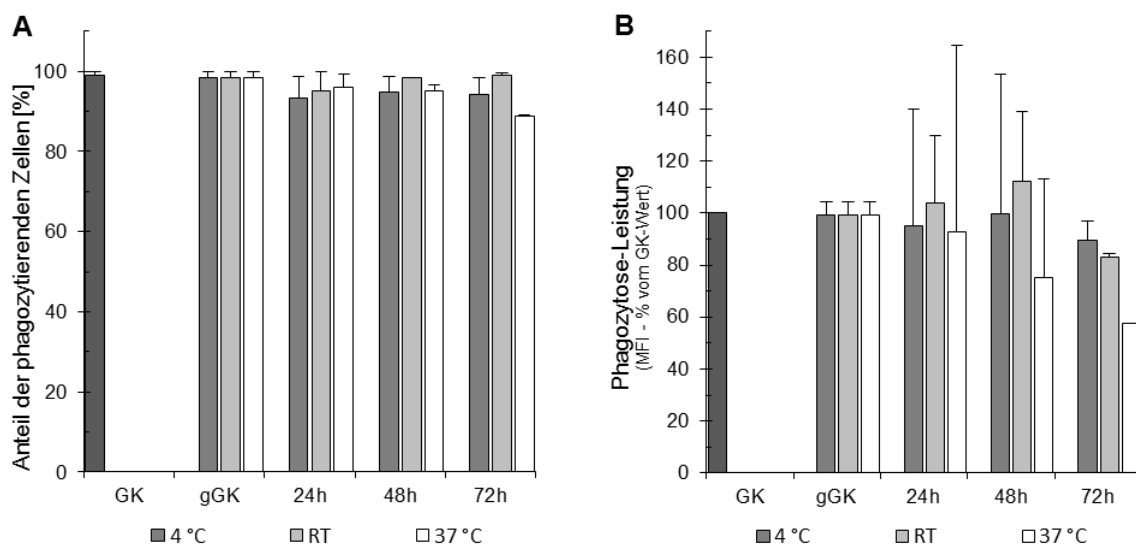 A
Anteil der phagozytierenden Zellen [%]
100
80
60
40
20
0
GK gGK 24h 48h 72h
4 °C RT 37 °C
B
Phagozytose-Leistung
(MFI - % vom GK-Wert)
160
140
120
100
80
60
40
20
0
GK gGK 24h 48h 72h
4 °C RT 37 °C